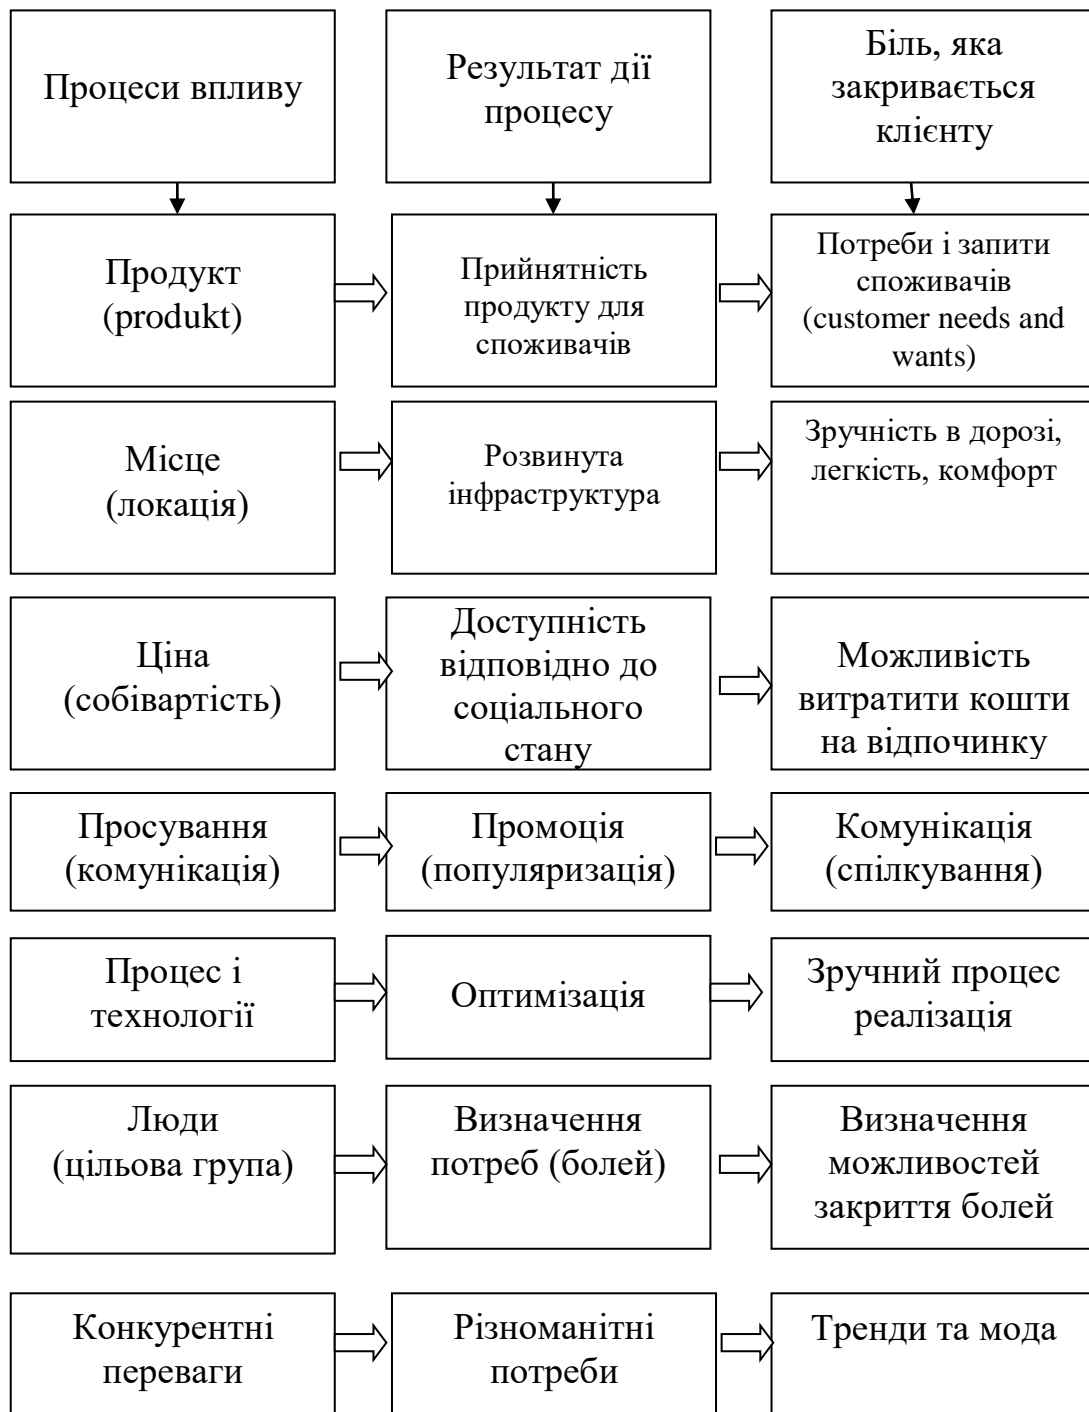 Процеси впливу
Результат дії
процесу
Біль, яка
закривається
клієнту
Продукт
(produkt)
Прийнятність
продукту для
споживачів
Потреби і запити
споживачів
(customer needs and
wants)
Місце
(локація)
Розвинута
інфраструктура
Зручність в дорозі,
легкість, комфорт
Ціна
(собівартість)
Доступність
відповідно до
соціального
стану
Можливість
витратити кошти
на відпочинку
Просування
(комунікація)
Промоція
(популяризація)
Комунікація
(спілкування)
Процес і
технології
Оптимізація
Зручний процес
реалізація
Люди
(цільова група)
Визначення
потреб (болей)
Визначення
можливостей
закриття болей
Конкурентні
переваги
Різноманітні
потреби
Тренди та мода